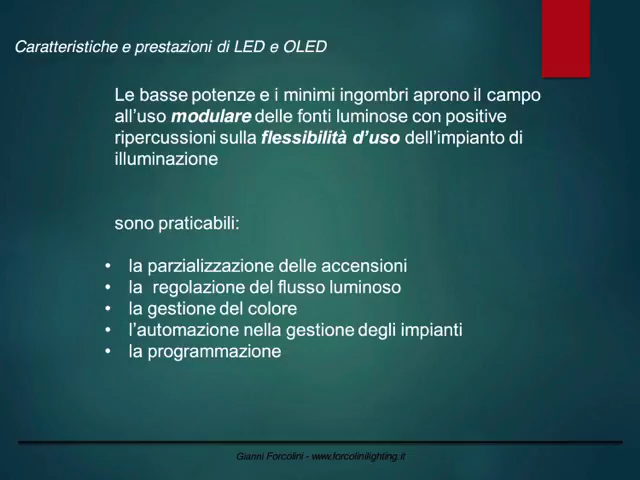 Caratteristiche e prestazioni di LED e OLED
Le basse potenze e i minimi ingombri aprono il campo
all'uso modulare delle fonti luminose con positive
ripercussioni sulla flessibilità d'uso dell'impianto di
illuminazione
sono praticabili:
• la parzializzazione delle accensioni
• la regolazione del flusso luminoso
• la gestione del colore
• l'automazione nella gestione degli impianti
• la programmazione
Gianni Forcolini - www.forcolinilighting.it